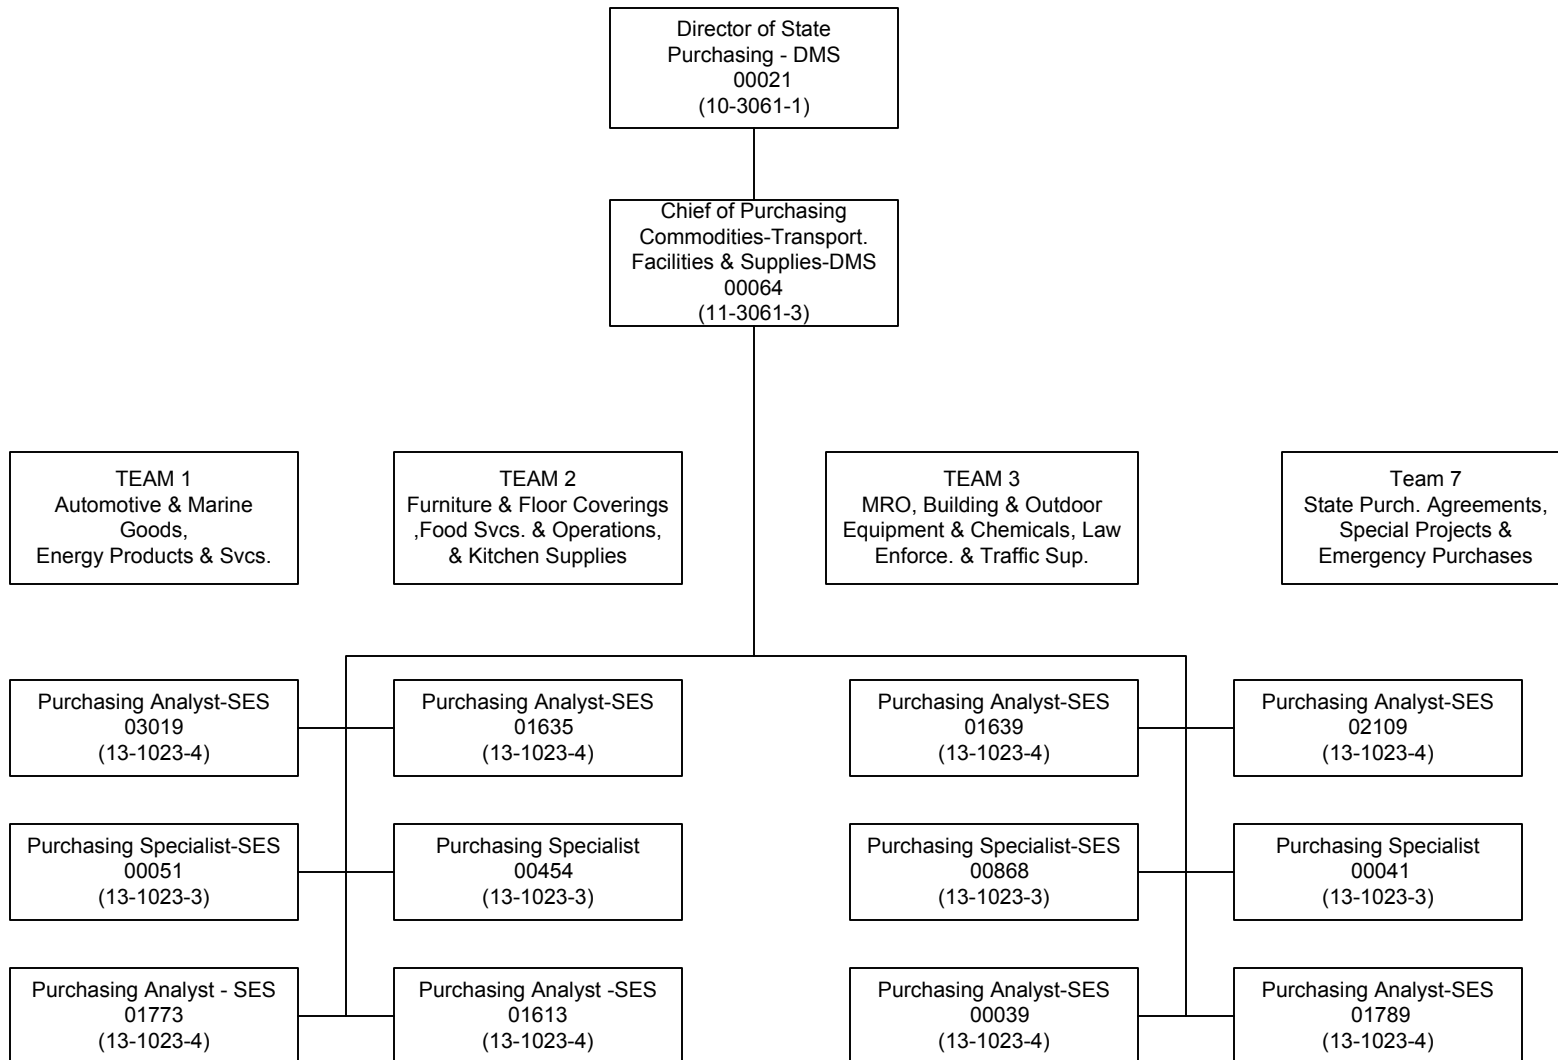 Director of State
Purchasing - DMS
00021
(10-3061-1)
Chief of Purchasing
Commodities-Transport.
Facilities & Supplies-DMS
00064
(11-3061-3)
TEAM 1
Automotive & Marine
Goods,
Energy Products & Svcs.
TEAM 2
Furniture & Floor Coverings
,Food Svcs. & Operations,
& Kitchen Supplies
TEAM 3
MRO, Building & Outdoor
Equipment & Chemicals, Law
Enforce. & Traffic Sup.
Team 7
State Purch. Agreements,
Special Projects &
Emergency Purchases
Purchasing Analyst-SES
03019
(13-1023-4)
Purchasing Analyst-SES
01635
(13-1023-4)
Purchasing Analyst-SES
01639
(13-1023-4)
Purchasing Analyst-SES
02109
(13-1023-4)
Purchasing Specialist-SES
00051
(13-1023-3)
Purchasing Specialist
00454
(13-1023-3)
Purchasing Specialist-SES
00868
(13-1023-3)
Purchasing Specialist
00041
(13-1023-3)
Purchasing Analyst - SES
01773
(13-1023-4)
Purchasing Analyst -SES
01613
(13-1023-4)
Purchasing Analyst-SES
00039
(13-1023-4)
Purchasing Analyst-SES
01789
(13-1023-4)